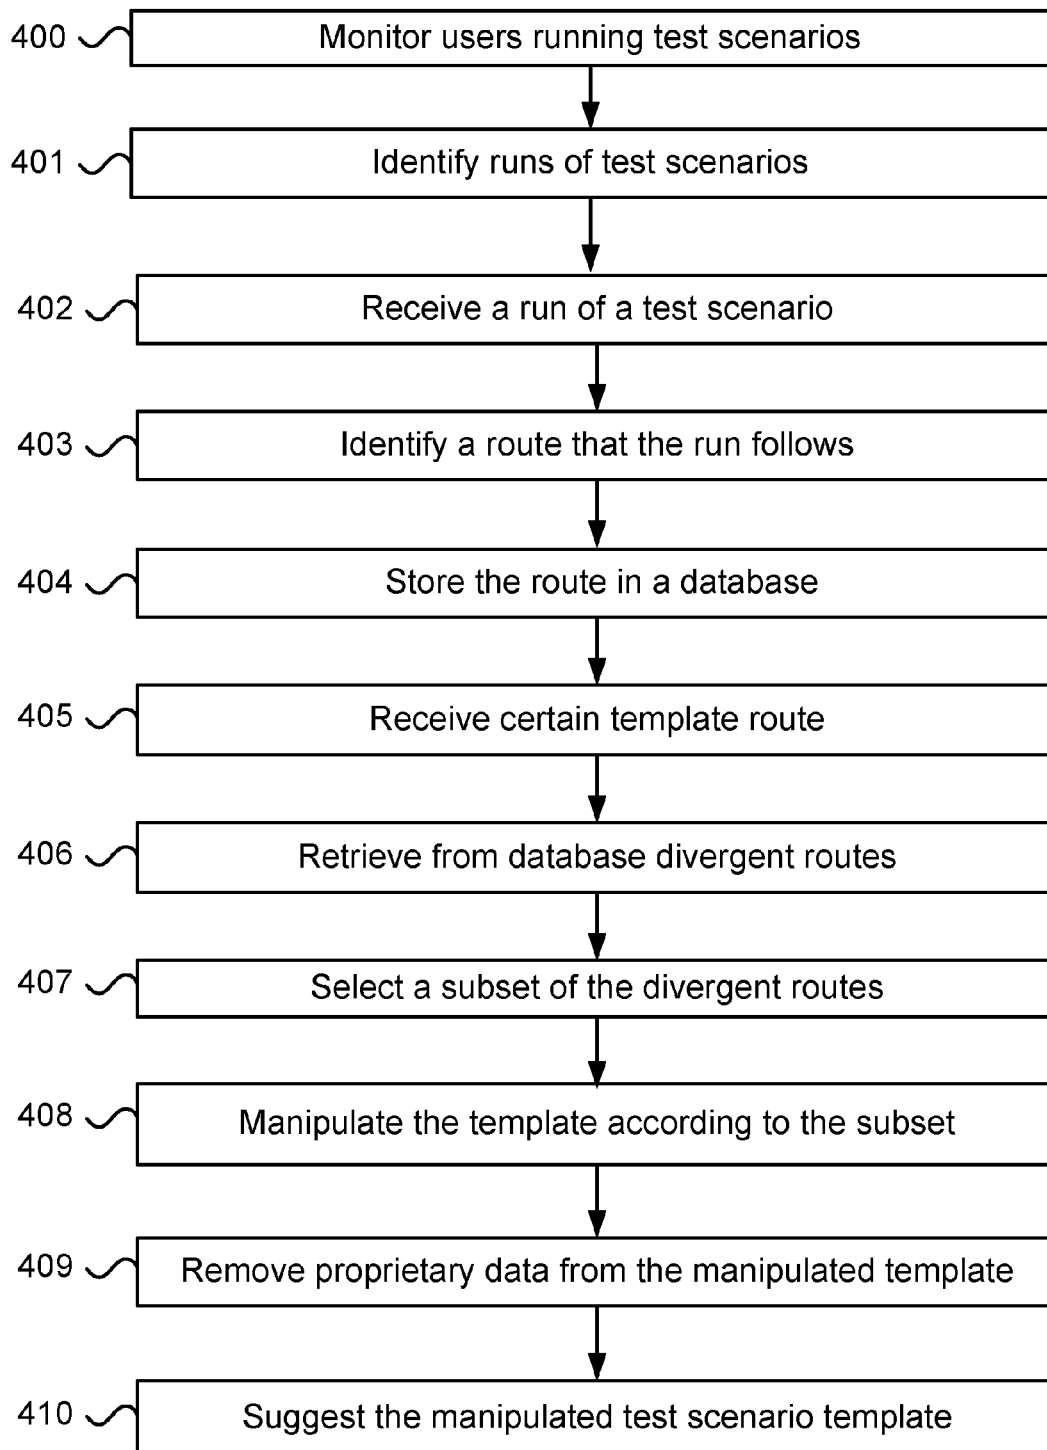 400 Monitor users running test scenarios
401 Identify runs of test scenarios
402 Receive a run of a test scenario
403 Identify a route that the run follows
404 Store the route in a database
405 Receive certain template route
406 Retrieve from database divergent routes
407 Select a subset of the divergent routes
408 Manipulate the template according to the subset
409 Remove proprietary data from the manipulated template
410 Suggest the manipulated test scenario template